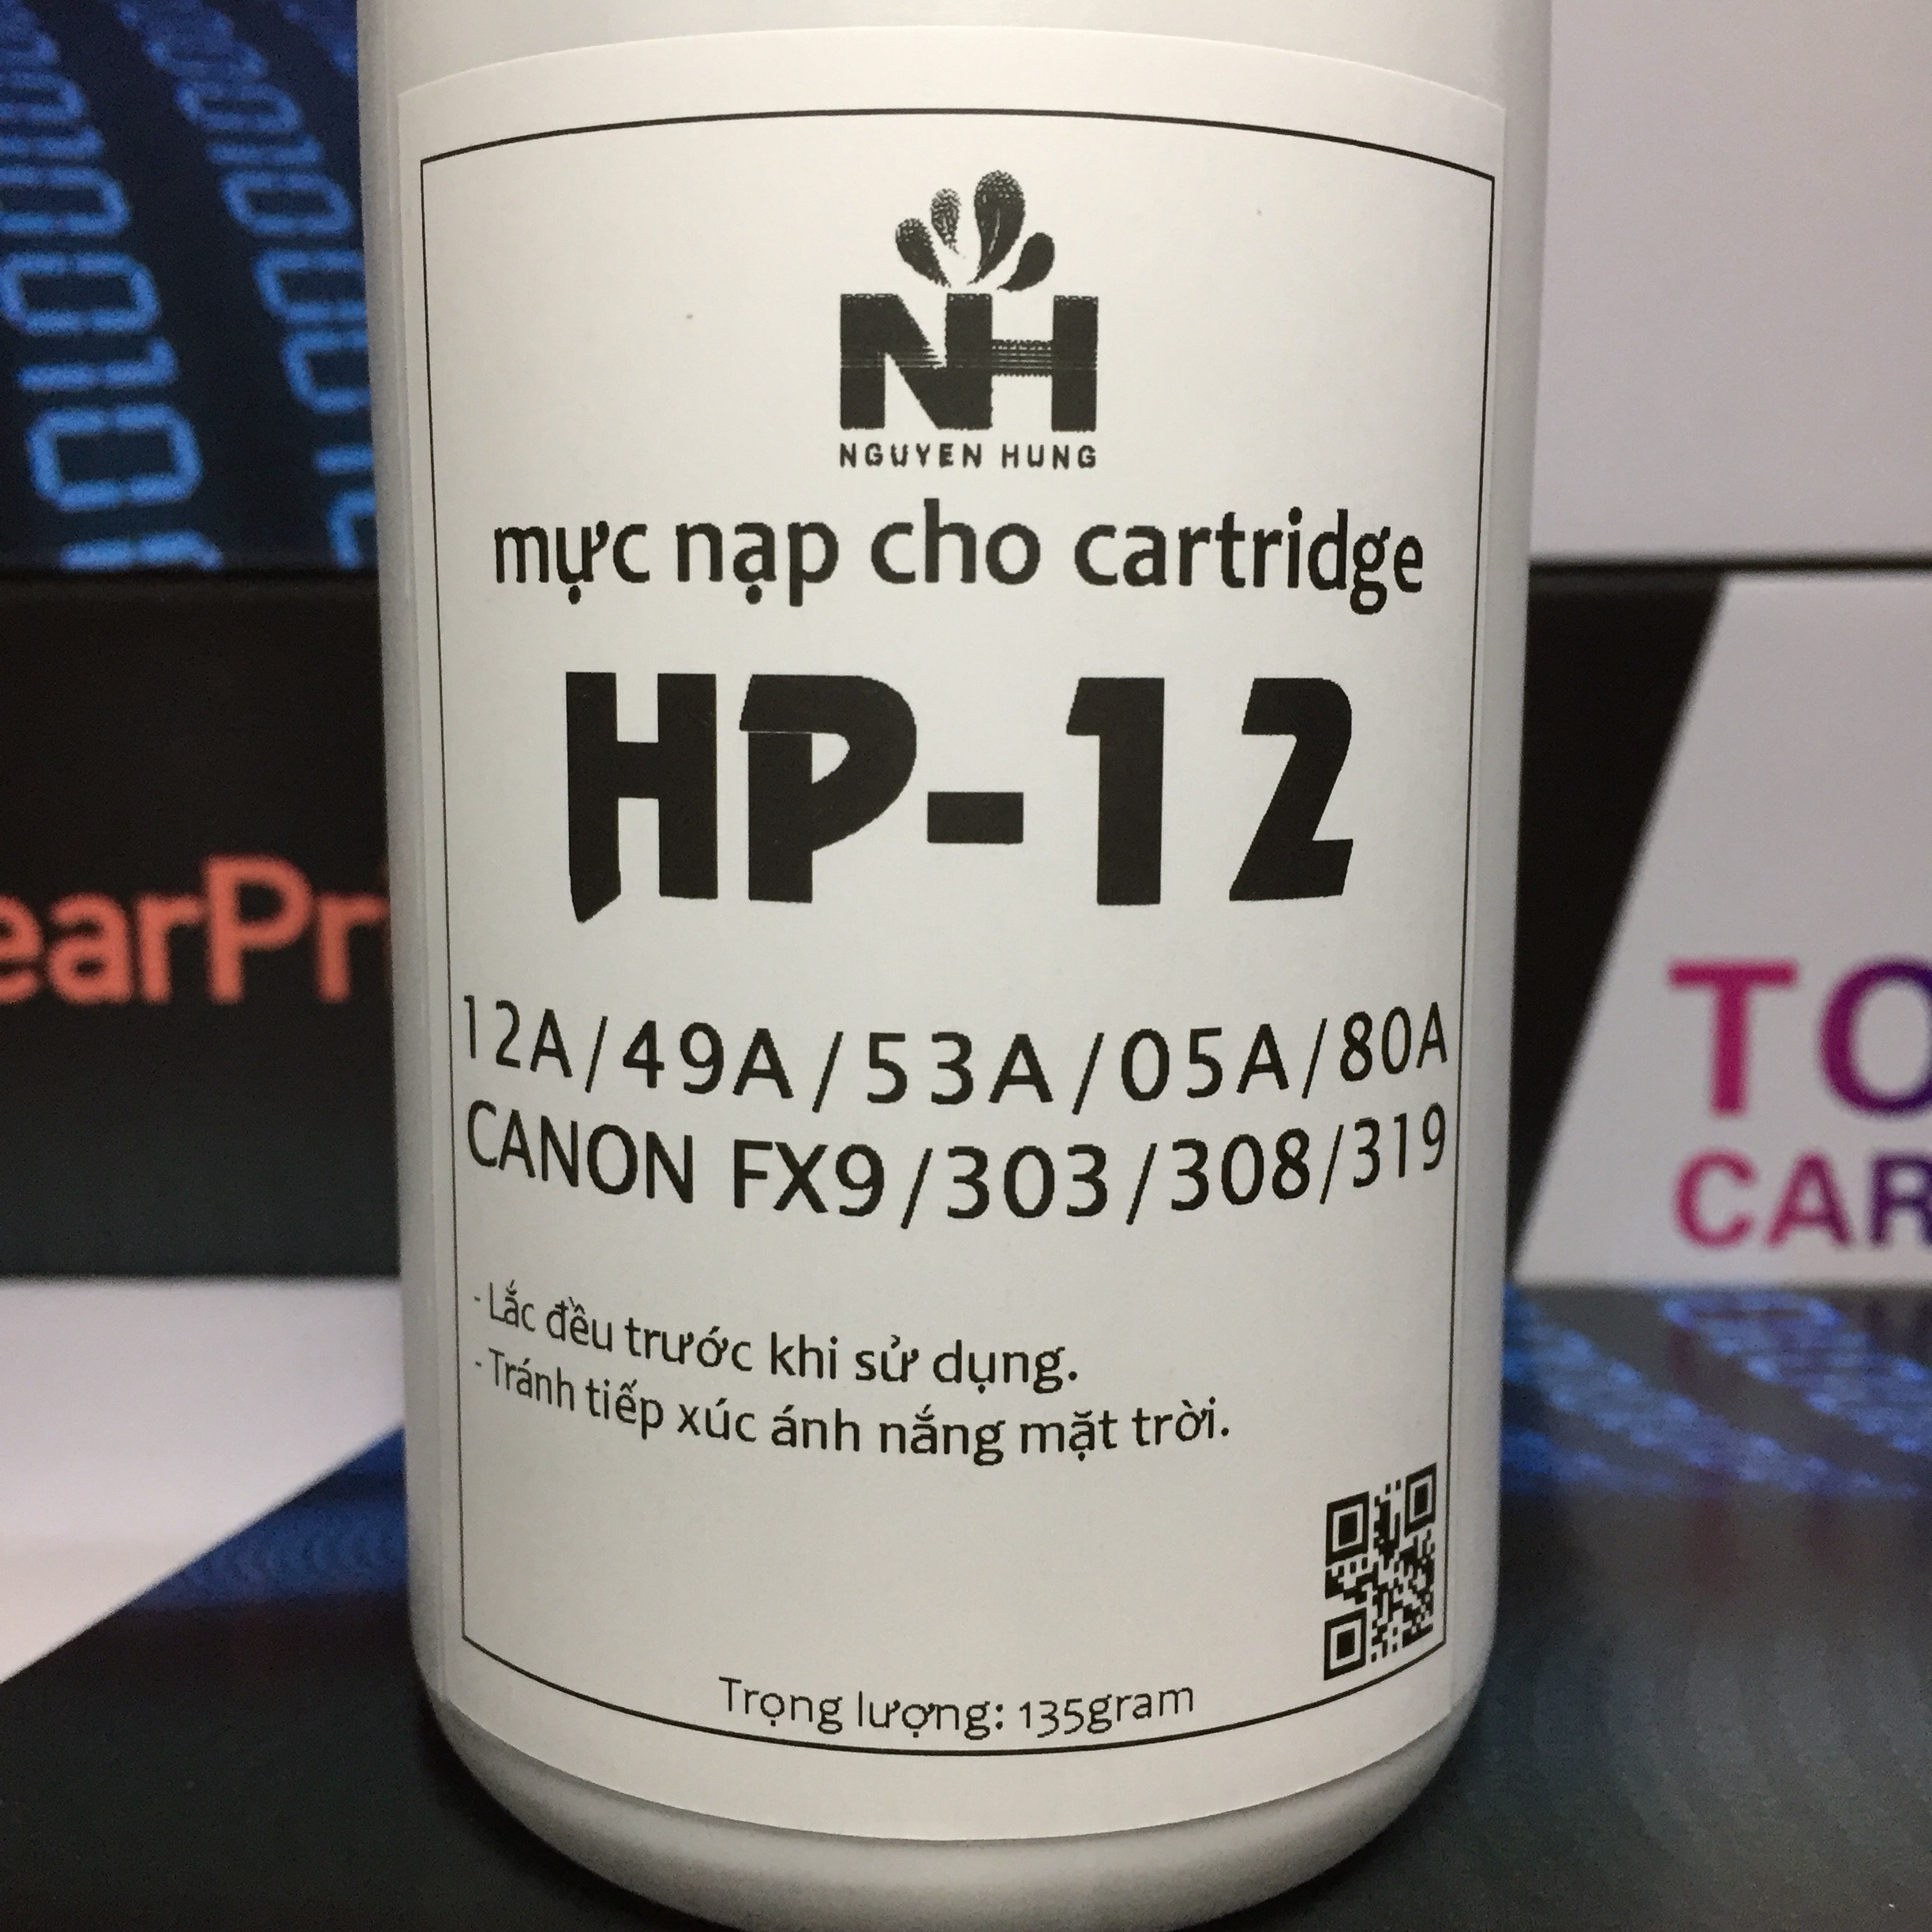 NH
NGUYEN HUNG
mực nạp cho cartridge
HP-12
12A/49A/53A/05A/80A
CANON FX9/303/308/319
- Lắc đều trước khi sử dụng.
- Tránh tiếp xúc ánh nắng mặt trời.
Trọng lượng: 135gram
earPri
TO
CAR